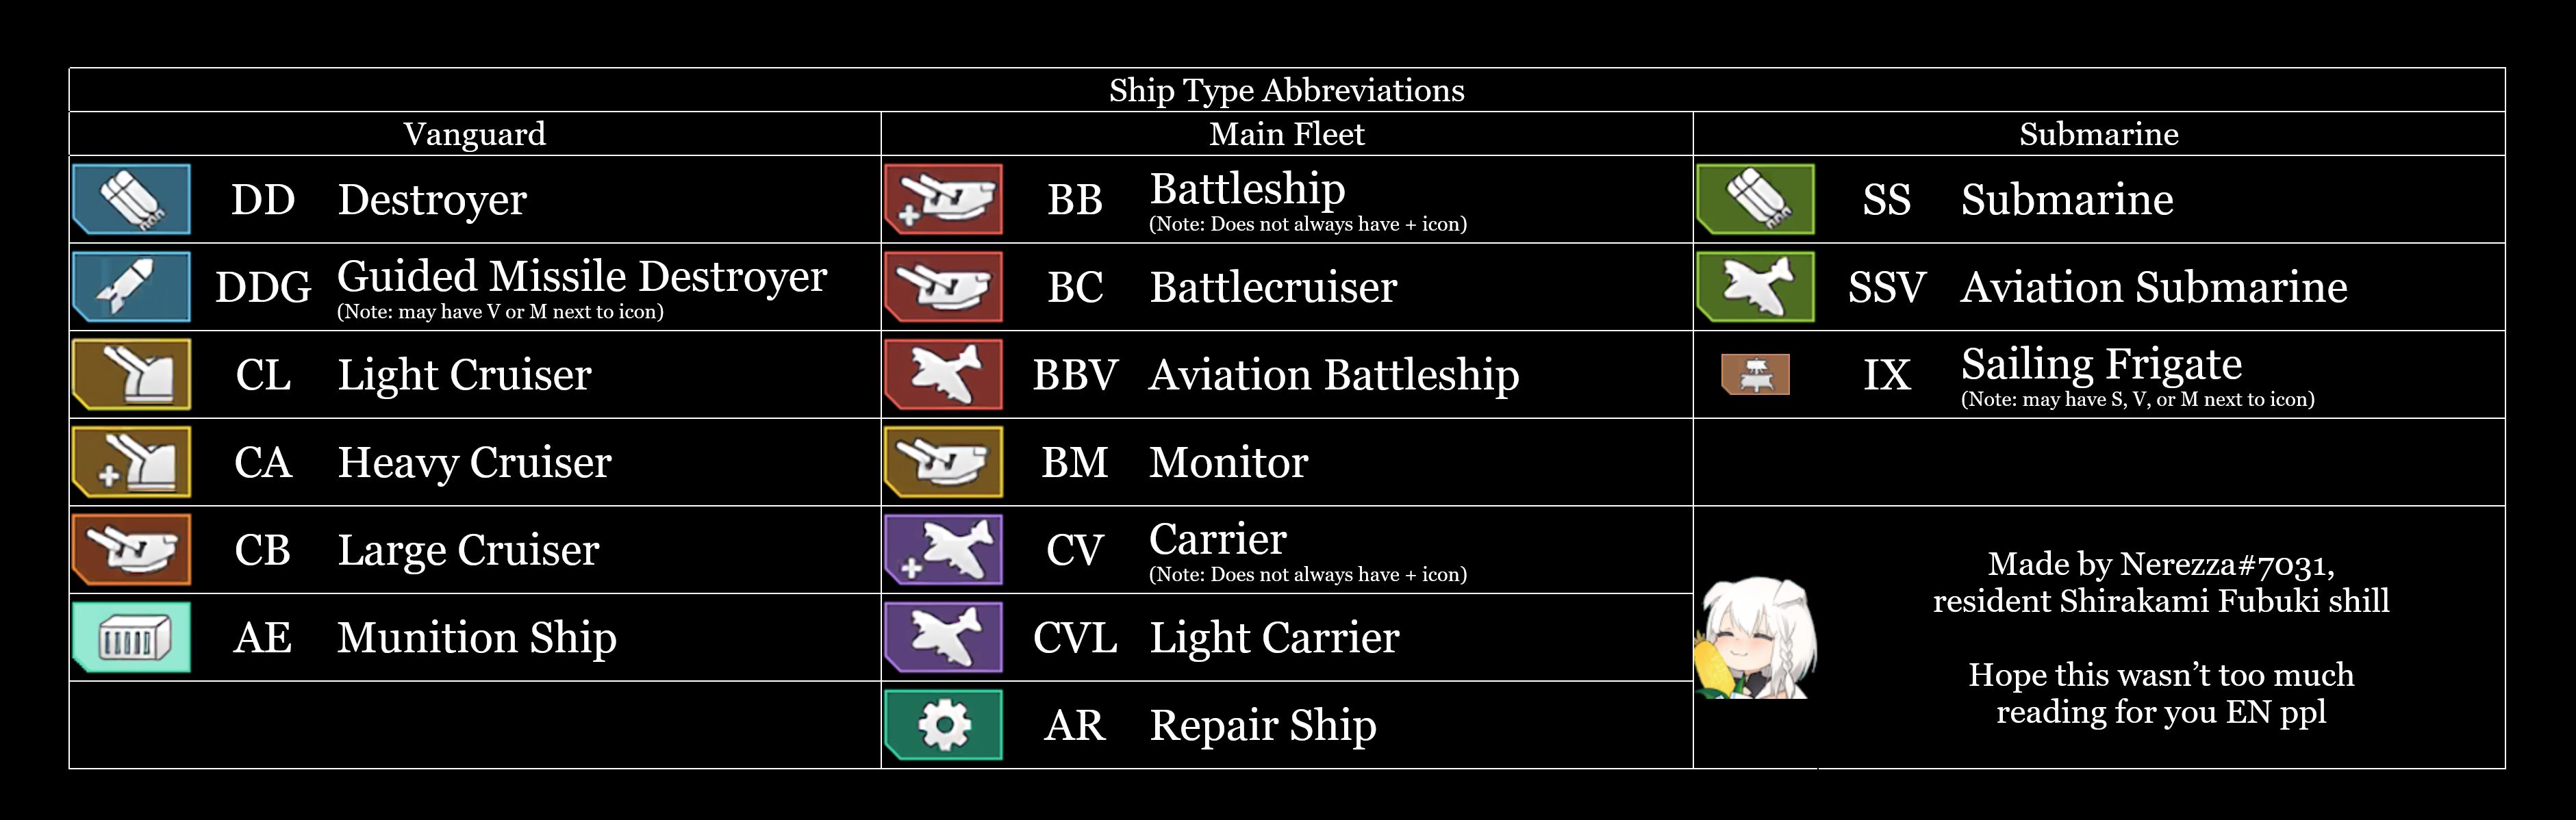 Ship Type Abbreviations
Vanguard
Main Fleet
Submarine
DD Destroyer
BB Battleship
(Note: Does not always have + icon)
SS Submarine
DDG Guided Missile Destroyer
(Note: may have V or M next to icon)
BC Battlecruiser
SSV Aviation Submarine
CL Light Cruiser
BBV Aviation Battleship
IX Sailing Frigate
(Note: may have S, V, or M next to icon)
CA Heavy Cruiser
BM Monitor
CB Large Cruiser
CV Carrier
(Note: Does not always have + icon)
AE Munition Ship
CVL Light Carrier
AR Repair Ship
Made by Nerezza#7031,
resident Shirakami Fubuki shill
Hope this wasn’t too much
reading for you EN ppl